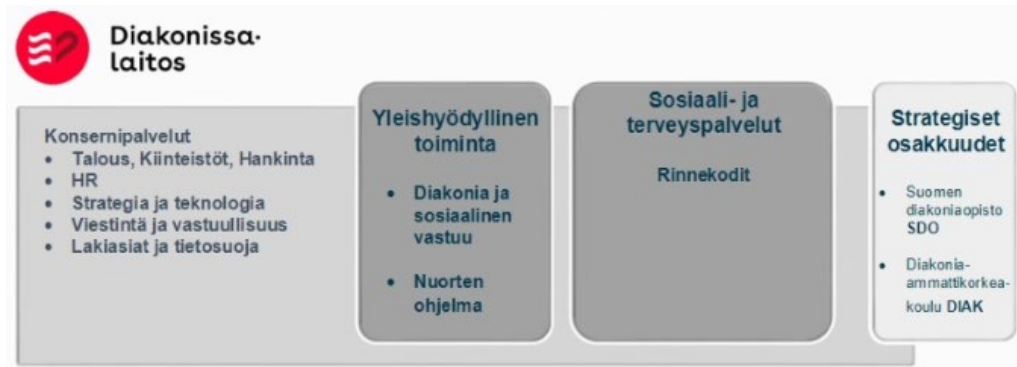 Diakonissa·
laitos
Konsernipalvelut
• Talous, Kiinteistöt, Hankinta
• HR
• Strategia ja teknologia
• Viestintä ja vastuullisuus
• Lakiasiat ja tietosuoja
Yleishyödyllinen
toiminta
• Diakonia ja
sosiaalinen
vastuu
• Nuorten
ohjelma
Sosiaali- ja
terveyspalvelut
Rinnekodit
Strategiset
osakkuudet
• Suomen
diakoniaopisto
SDO
• Diakonia-
ammattikorkea-
koulu DIAK